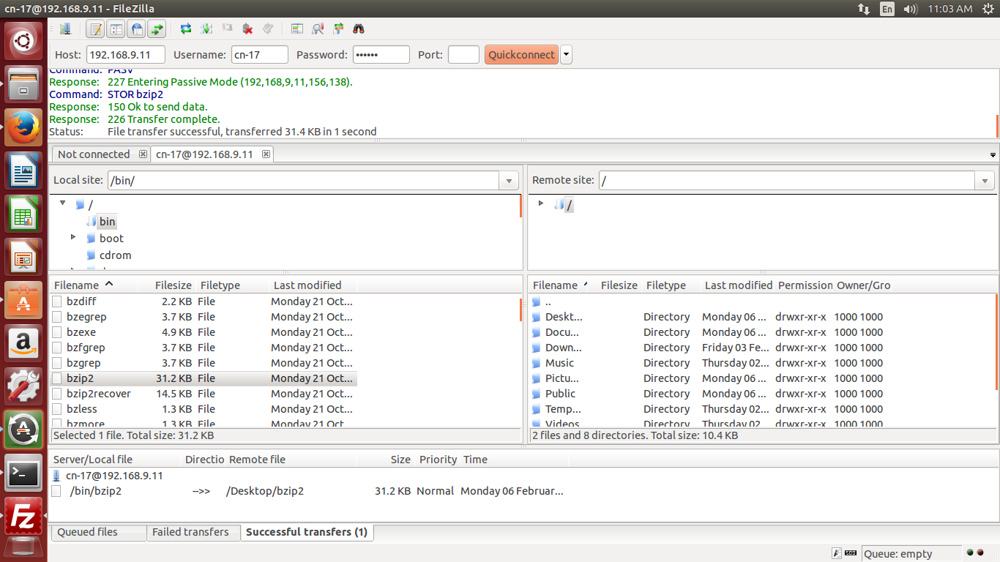 cn-17@192.168.9.11 - FileZilla En 11:03 AM
Host: 192.168.9.11 Username: cn-17 Password: •••••• Port: Quickconnect
Command: PASV
Response: 227 Entering Passive Mode (192,168,9,11,156,138).
Command: STOR bzip2
Response: 150 Ok to send data.
Response: 226 Transfer complete.
Status: File transfer successful, transferred 31.4 KB in 1 second
Not connected cn-17@192.168.9.11
Local site: /bin/
/
bin
boot
cdrom
Filename Filesize Filetype Last modified
bzdiff 2.2 KB File Monday 21 Oct...
bzegrep 3.7 KB File Monday 21 Oct...
bzexe 4.9 KB File Monday 21 Oct...
bzfgrep 3.7 KB File Monday 21 Oct...
bzgrep 3.7 KB File Monday 21 Oct...
bzip2 31.2 KB File Monday 21 Oct...
bzip2recover 14.5 KB File Monday 21 Oct...
bzless 1.3 KB File Monday 21 Oct...
bzmore 1.3 KB File Monday 21 Oct
Selected 1 file. Total size: 31.2 KB
Remote site: /
/
Filename Filesize Filetype Last modified Permission Owner/Gro
..
Deskt... Directory Monday 06 ... drwxr-xr-x 1000 1000
Docu... Directory Monday 06 ... drwxr-xr-x 1000 1000
Down... Directory Friday 03 Fe... drwxr-xr-x 1000 1000
Music Directory Thursday 02... drwxr-xr-x 1000 1000
Pictu... Directory Monday 06 ... drwxr-xr-x 1000 1000
Public Directory Monday 06 ... drwxr-xr-x 1000 1000
Temp... Directory Thursday 02... drwxr-xr-x 1000 1000
Videos Directory Thursday 02 drwxr-xr-x 1000 1000
2 files and 8 directories. Total size: 10.4 KB
Server/Local file Directio Remote file Size Priority Time
cn-17@192.168.9.11
/bin/bzip2 -->> /Desktop/bzip2 31.2 KB Normal Monday 06 Februar...
Queued files Failed transfers Successful transfers (1)
Queue: empty